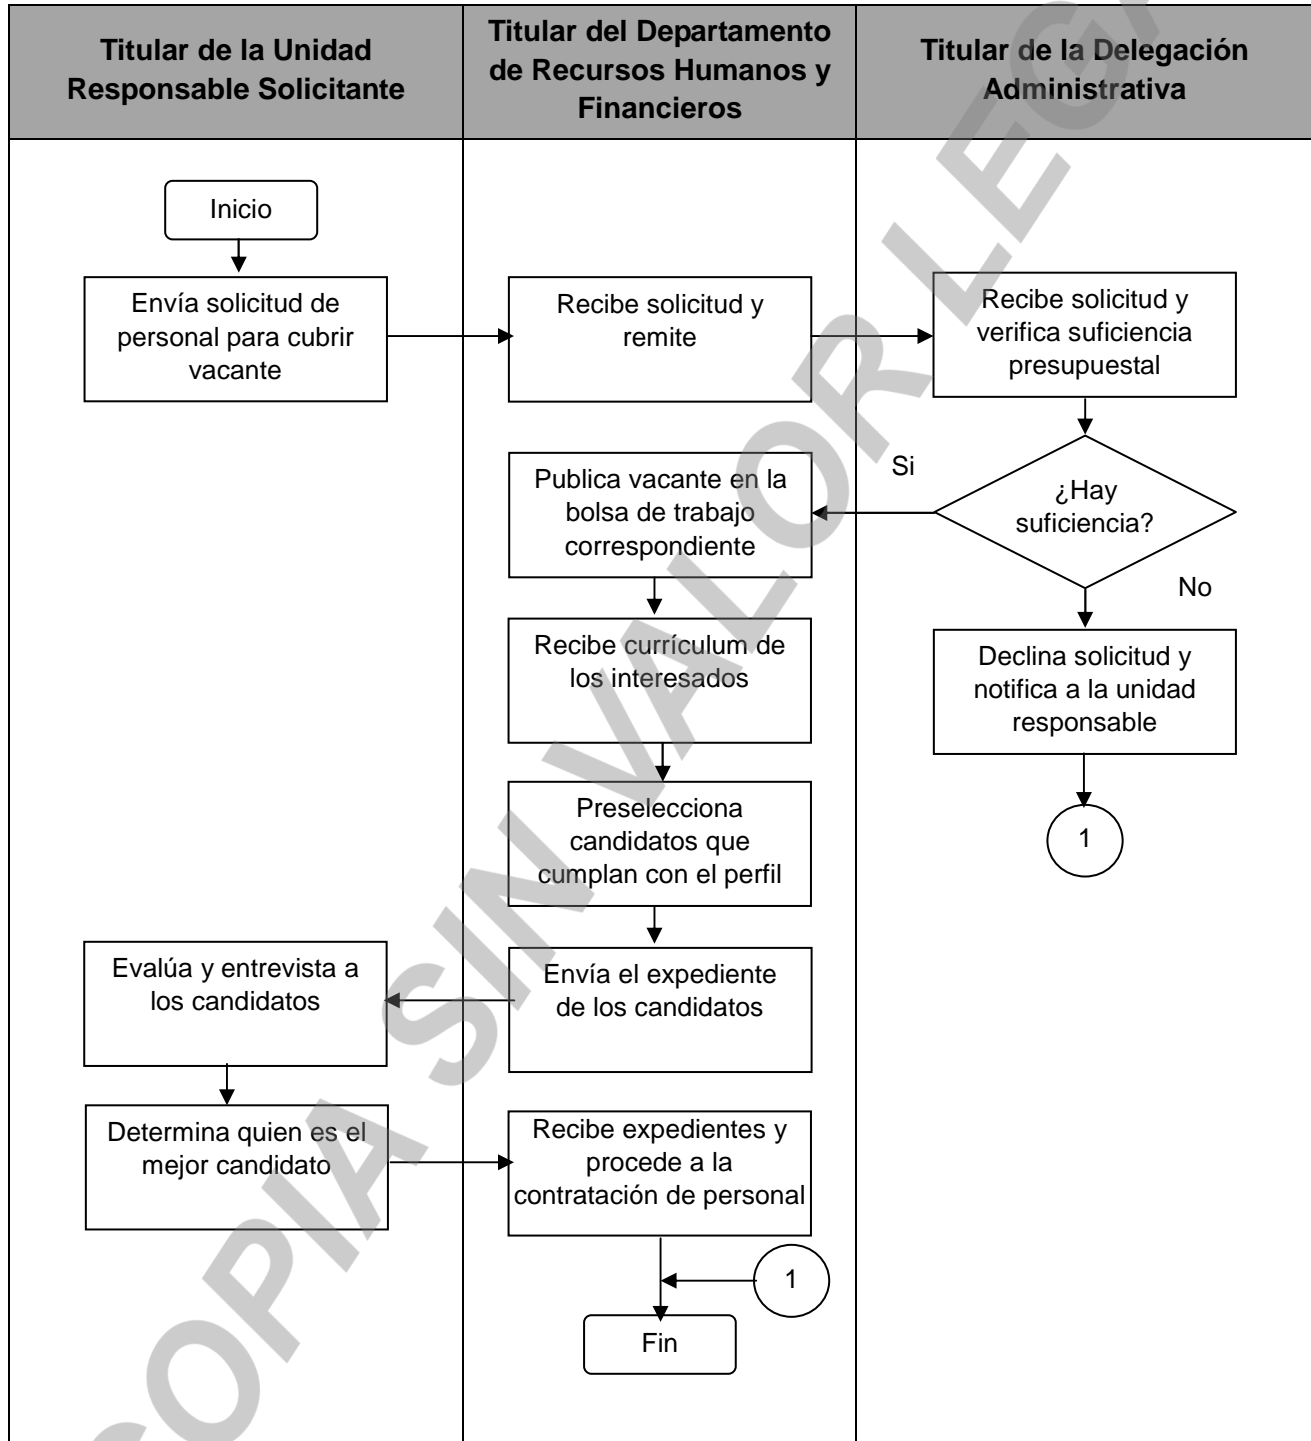 Titular de la Unidad
Responsable Solicitante
Titular del Departamento
de Recursos Humanos y
Financieros
Titular de la Delegación
Administrativa
Inicio
Envía solicitud de
personal para cubrir
vacante
Recibe solicitud y
remite
Recibe solicitud y
verifica suficiencia
presupuestal
¿Hay
suficiencia?
Si
No
Publica vacante en la
bolsa de trabajo
correspondiente
Declina solicitud y
notifica a la unidad
responsable
1
Recibe currículum de
los interesados
Preselecciona
candidatos que
cumplan con el perfil
Envía el expediente
de los candidatos
Evalúa y entrevista a
los candidatos
Determina quien es el
mejor candidato
Recibe expedientes y
procede a la
contratación de personal
1
Fin
COPIA SIN VALOR LEGA